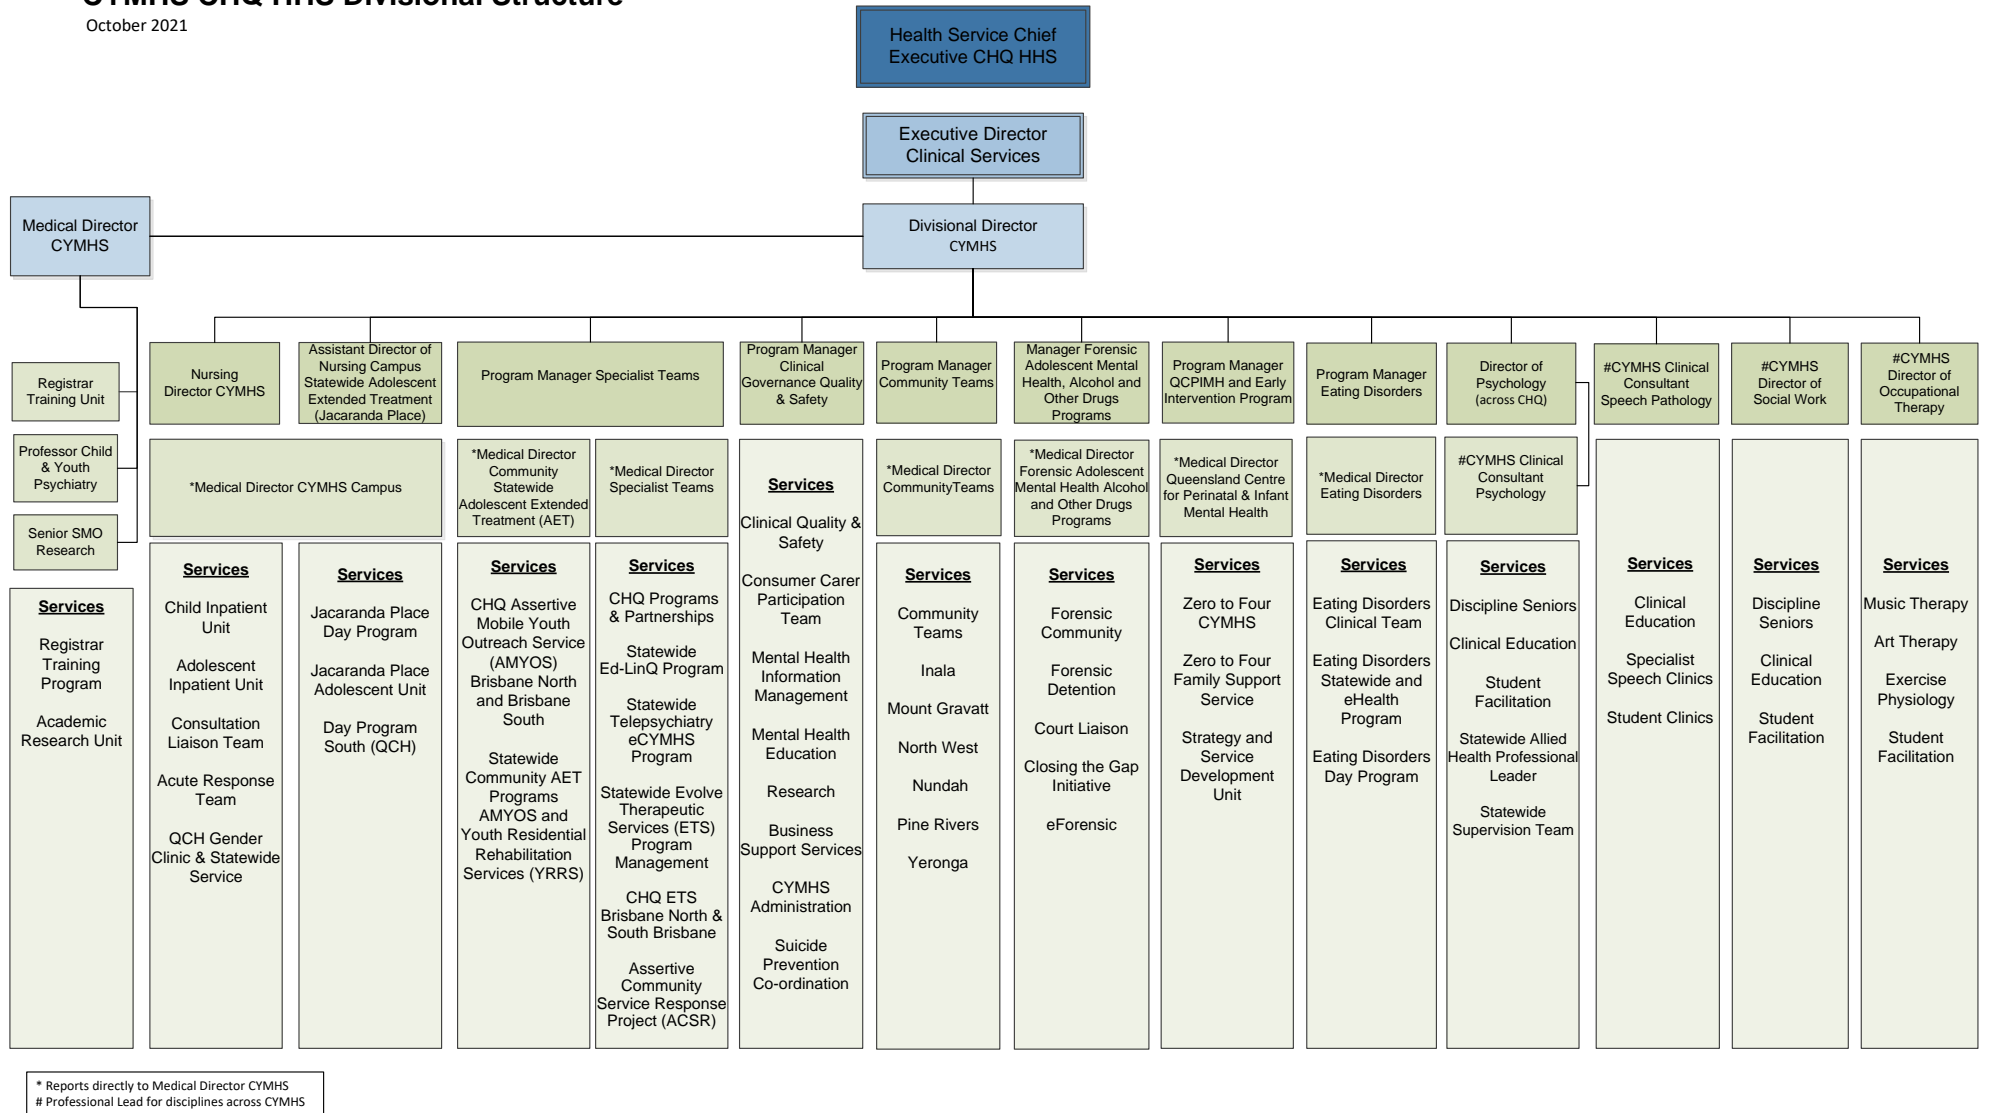 CYMHS CHQ HHS Divisional Structure
October 2021
Health Service Chief
Executive CHQ HHS
Executive Director
Clinical Services
Medical Director
CYMHS
Divisional Director
CYMHS
Registrar
Training Unit
Professor Child
& Youth
Psychiatry
Senior SMO
Research
Services
Registrar
Training
Program
Academic
Research Unit
Nursing
Director CYMHS
Assistant Director of
Nursing Campus
Statewide Adolescent
Extended Treatment
(Jacaranda Place)
*Medical Director CYMHS Campus
Services
Child Inpatient
Unit
Adolescent
Inpatient Unit
Consultation
Liaison Team
Acute Response
Team
QCH Gender
Clinic & Statewide
Service
Services
Jacaranda Place
Day Program
Jacaranda Place
Adolescent Unit
Day Program
South (QCH)
Program Manager Specialist Teams
*Medical Director
Community
Statewide
Adolescent Extended
Treatment (AET)
Services
CHQ Assertive
Mobile Youth
Outreach Service
(AMYOS)
Brisbane North
and Brisbane
South
Statewide
Community AET
Programs
AMYOS and
Youth Residential
Rehabilitation
Services (YRRS)
*Medical Director
Specialist Teams
Services
CHQ Programs
& Partnerships
Statewide
Ed-LinQ Program
Statewide
Telepsychiatry
eCYMHS
Program
Statewide Evolve
Therapeutic
Services (ETS)
Program
Management
CHQ ETS
Brisbane North &
South Brisbane
Assertive
Community
Service Response
Project (ACSR)
Program Manager
Clinical
Governance Quality
& Safety
Services
Clinical Quality &
Safety
Consumer Carer
Participation
Team
Mental Health
Information
Management
Mental Health
Education
Research
Business
Support Services
CYMHS
Administration
Suicide
Prevention
Co-ordination
Program Manager
Community Teams
*Medical Director
CommunityTeams
Services
Community
Teams
Inala
Mount Gravatt
North West
Nundah
Pine Rivers
Yeronga
Manager Forensic
Adolescent Mental
Health, Alcohol and
Other Drugs
Programs
*Medical Director
Forensic Adolescent
Mental Health Alcohol
and Other Drugs
Programs
Services
Forensic
Community
Forensic
Detention
Court Liaison
Closing the Gap
Initiative
eForensic
Program Manager
QCPIMH and Early
Intervention Program
*Medical Director
Queensland Centre
for Perinatal & Infant
Mental Health
Services
Zero to Four
CYMHS
Zero to Four
Family Support
Service
Strategy and
Service
Development
Unit
Program Manager
Eating Disorders
*Medical Director
Eating Disorders
Services
Eating Disorders
Clinical Team
Eating Disorders
Statewide and
eHealth
Program
Eating Disorders
Day Program
Director of
Psychology
(across CHQ)
#CYMHS Clinical
Consultant
Psychology
Services
Discipline Seniors
Clinical Education
Student
Facilitation
Statewide Allied
Health Professional
Leader
Statewide
Supervision Team
#CYMHS Clinical
Consultant
Speech Pathology
Services
Clinical
Education
Specialist
Speech Clinics
Student Clinics
#CYMHS
Director of
Social Work
Services
Discipline
Seniors
Clinical
Education
Student
Facilitation
#CYMHS
Director of
Occupational
Therapy
Services
Music Therapy
Art Therapy
Exercise
Physiology
Student
Facilitation
* Reports directly to Medical Director CYMHS
# Professional Lead for disciplines across CYMHS